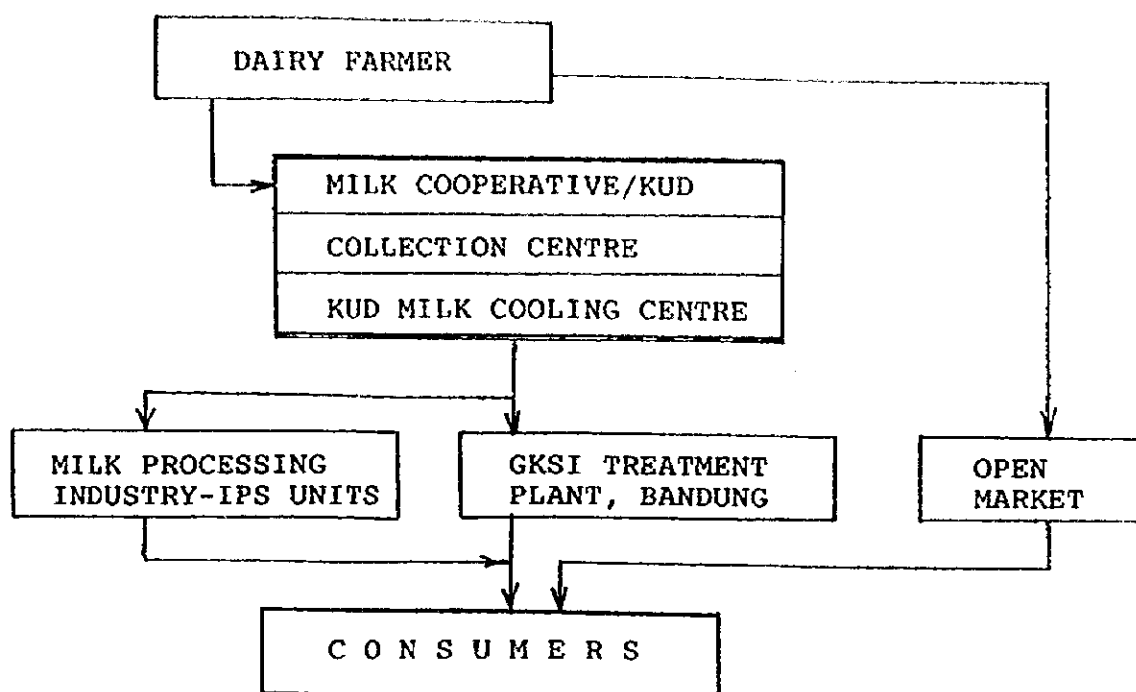 DAIRY FARMER
MILK COOPERATIVE/KUD
COLLECTION CENTRE
KUD MILK COOLING CENTRE
MILK PROCESSING
INDUSTRY-IPS UNITS
GKSI TREATMENT
PLANT, BANDUNG
OPEN
MARKET
C O N S U M E R S